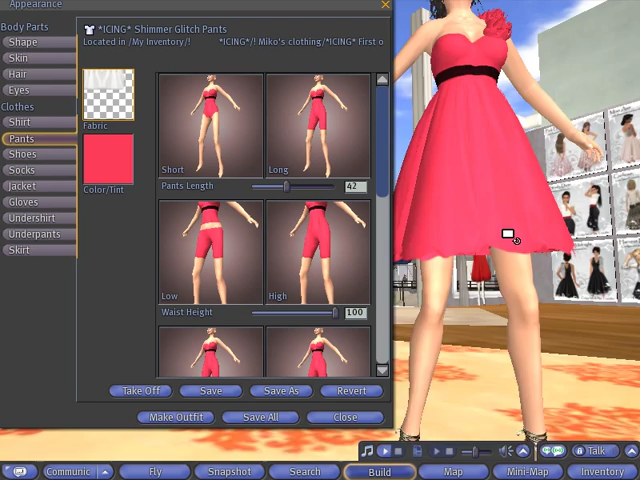 Appearance
Body Parts
Shape
Skin
Hair
Eyes
Clothes
Shirt
Pants
Shoes
Socks
Jacket
Gloves
Undershirt
Underpants
Skirt
*ICING* Shimmer Glitch Pants
Located in /My Inventory/! *ICING*/! Miko's clothing/*ICING* First o
Fabric
Color/Tint
Short
Long
Pants Length
42
Low
High
Waist Height
100
Take Off
Save
Save As
Revert
Make Outfit
Save All
Close
Talk
Communic
Fly
Snapshot
Search
Build
Map
Mini-Map
Inventory